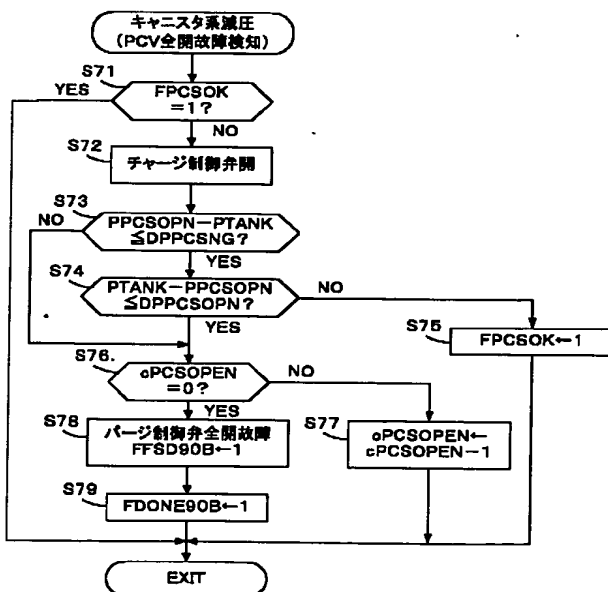 キャニスタ系減圧
(PCV全開故障検知)
S71
YES
FPCSOK
=1?
NO
S72
チャージ制御弁開
S73
NO
PPCSOPN−PTANK
≦DPPCSNG?
YES
S74
PTANK−PPCSOPN
≦DPPCSOPN?
NO
YES
S75
FPCSOK←1
S76.
cPCSOPEN
=0?
NO
YES
S78
パージ制御弁全開故障
FFSD90B←1
S77
cPCSOPEN←
cPCSOPEN−1
S79
FDONE90B←1
EXIT